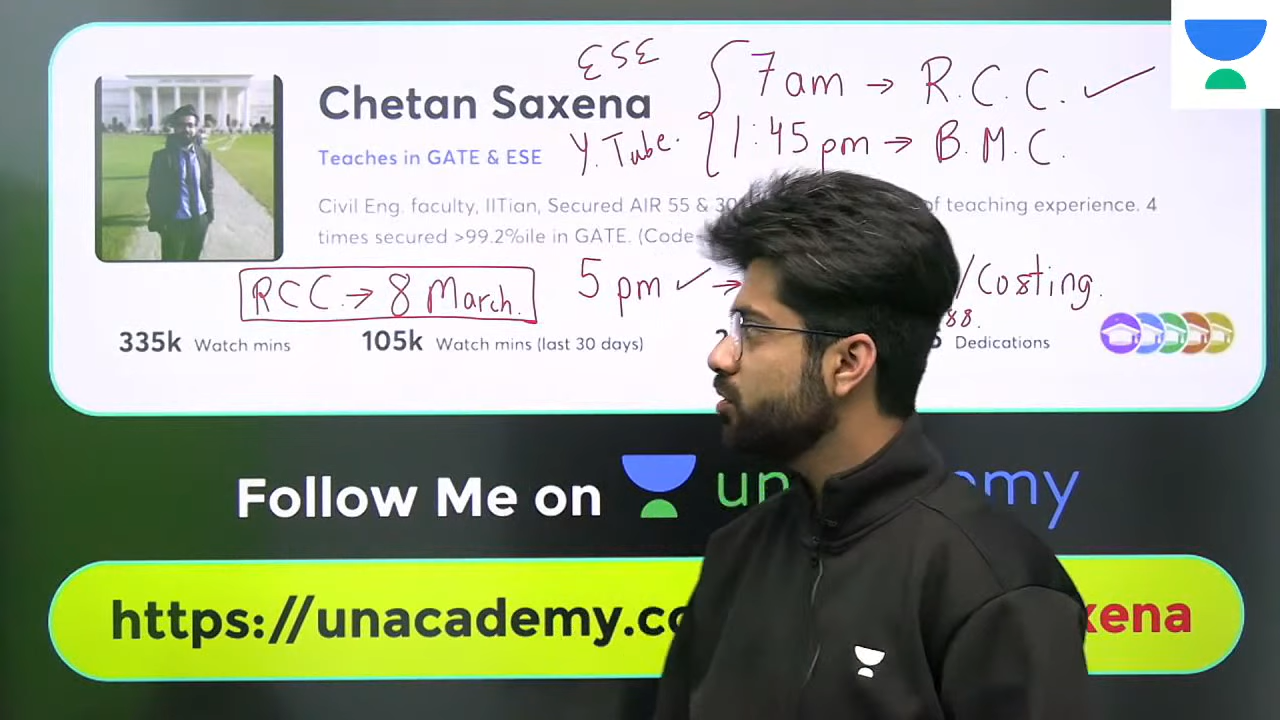 ESE { 7am → R.C.C. ✓
Chetan Saxena
Y.Tube. 1:45 pm → B.M.C.
Teaches in GATE & ESE
Civil Eng. faculty, IITian, Secured AIR 55 & of teaching experience. 4
times secured >99.2%ile in GATE. (Code
RCC → 8 March. 5 pm ✓ → /Costing.
335k Watch mins 105k Watch mins (last 30 days) Dedications
Follow Me on
https://unacademy. xena